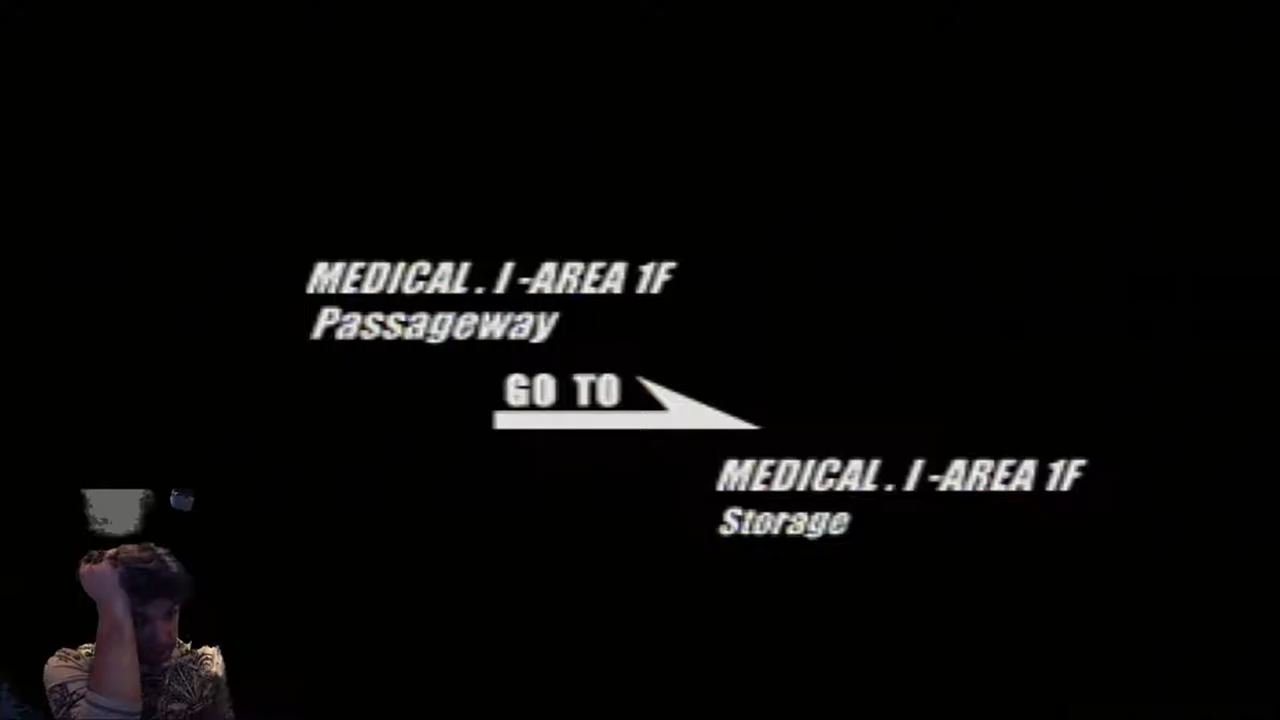 MEDICAL . I -AREA 1F
Passageway
GO TO
MEDICAL . I -AREA 1F
Storage